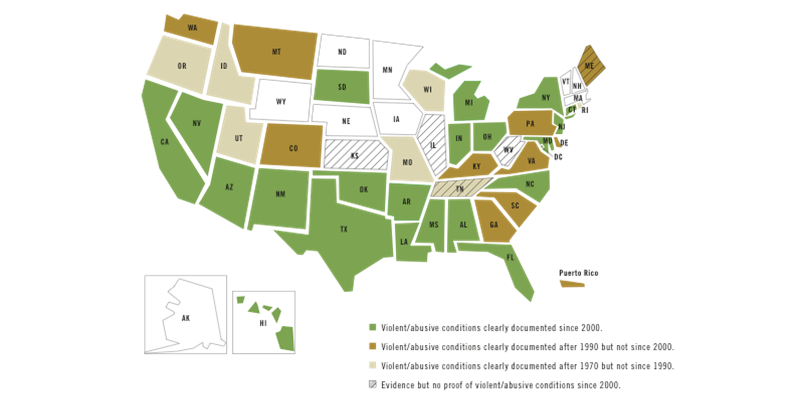 WA
MT
ND
MN
ME
VT
NH
OR
ID
SD
WI
MI
NY
MA
CT
RI
WY
NE
IA
PA
NJ
NV
UT
CO
KS
MO
IL
IN
OH
WV
MD
DE
DC
CA
KY
VA
AZ
NM
OK
AR
TN
NC
SC
TX
LA
MS
AL
GA
FL
Puerto Rico
AK
HI
Violent/abusive conditions clearly documented since 2000.
Violent/abusive conditions clearly documented after 1990 but not since 2000.
Violent/abusive conditions clearly documented after 1970 but not since 1990.
Evidence but no proof of violent/abusive conditions since 2000.